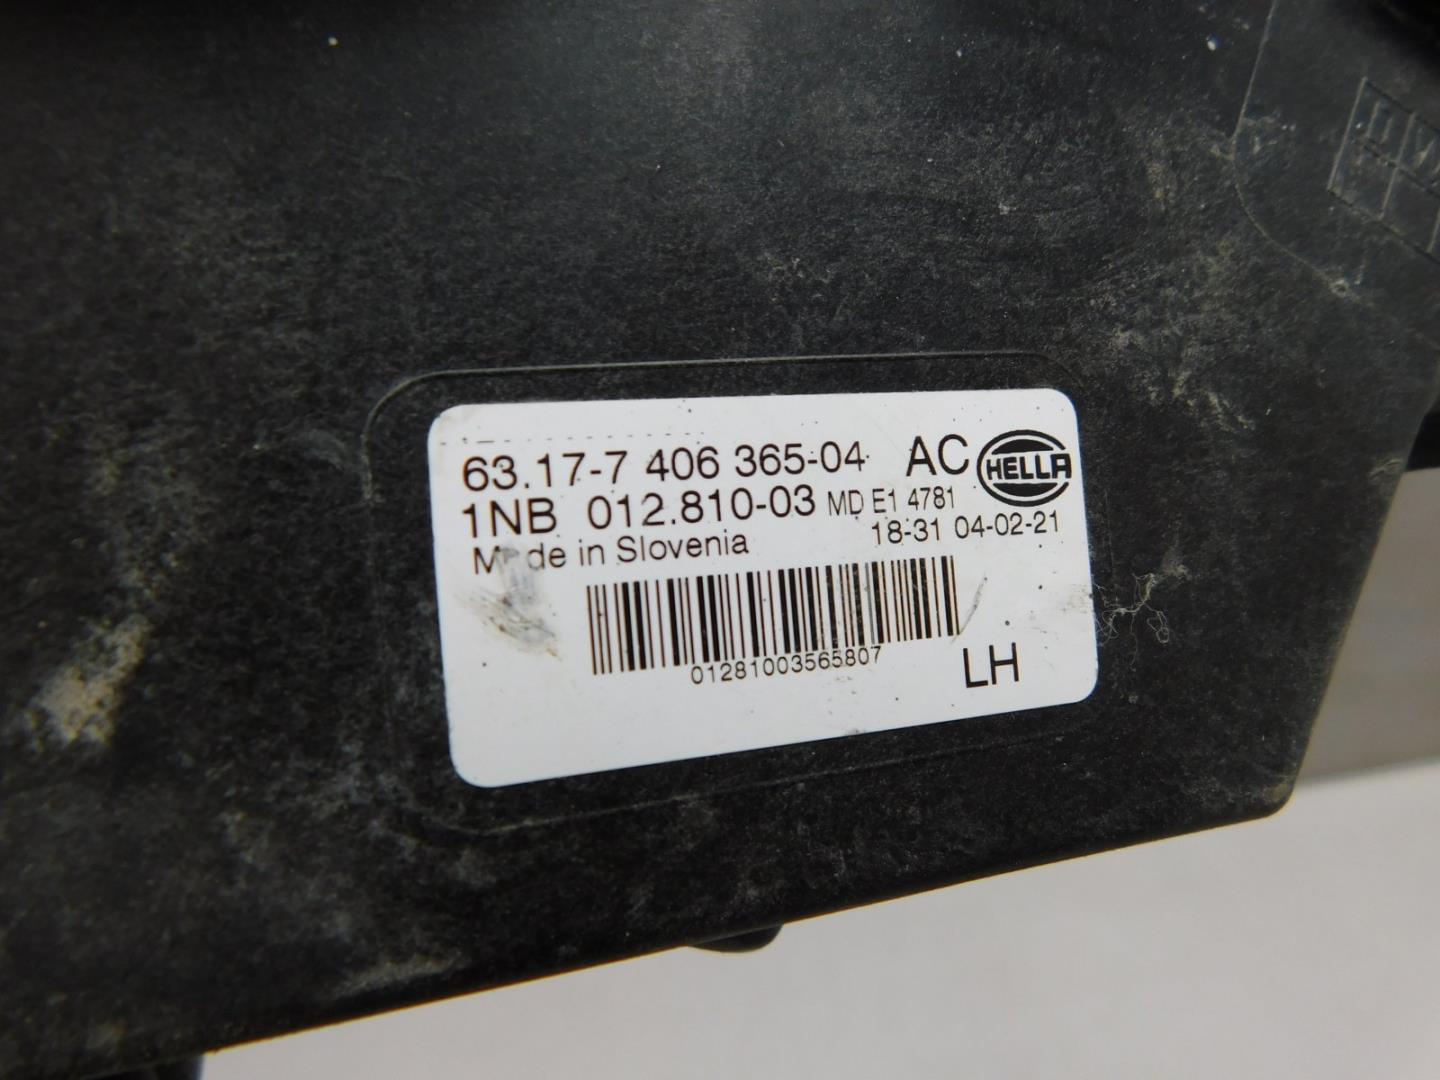 63.17-7 406 365-04 AC HELLA
1NB 012.810-03 MD E1 4781
Made in Slovenia 18-31 04-02-21
01281003565807
LH